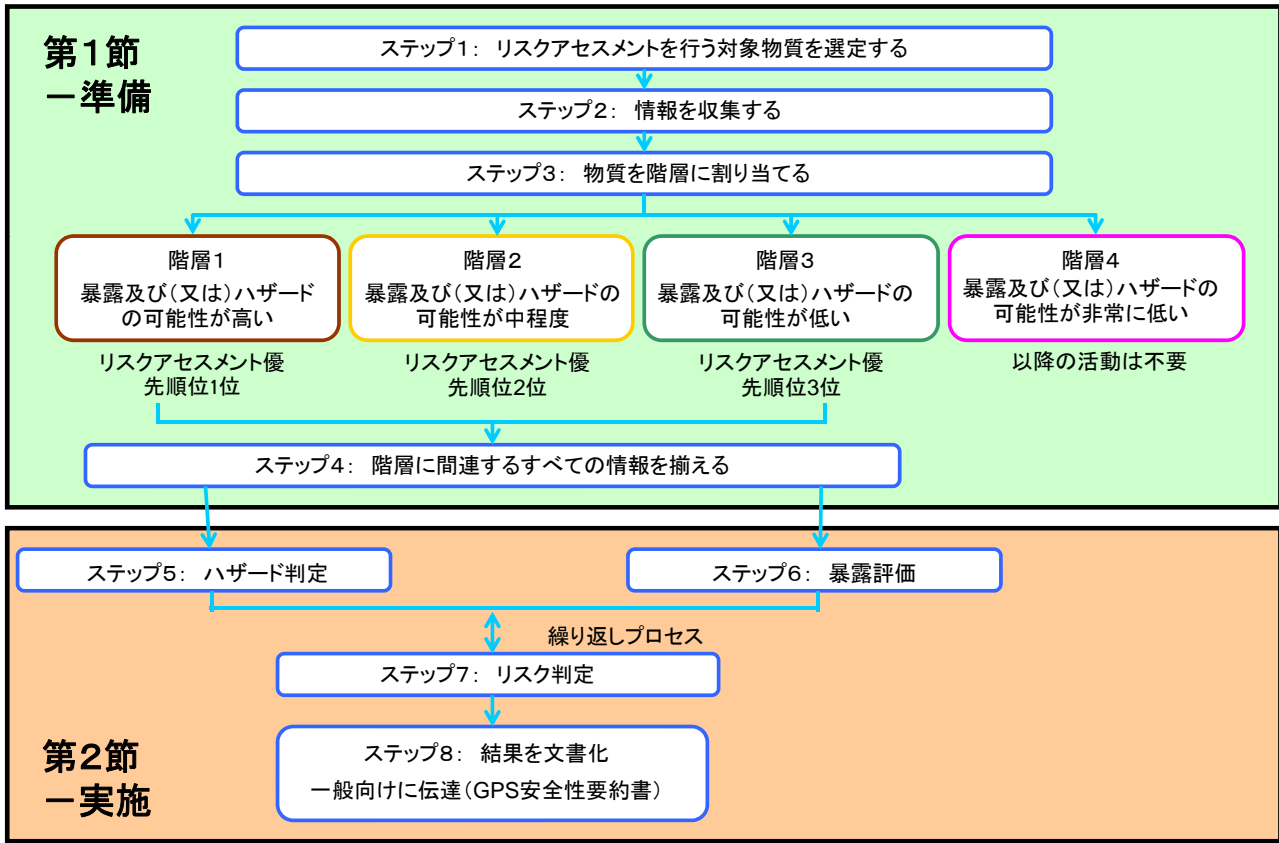 第1節
－準備
ステップ1： リスクアセスメントを行う対象物質を選定する
ステップ2： 情報を収集する
ステップ3： 物質を階層に割り当てる
階層1
暴露及び（又は）ハザード
の可能性が高い
リスクアセスメント優
先順位1位
階層2
暴露及び（又は）ハザードの
可能性が中程度
リスクアセスメント優
先順位2位
階層3
暴露及び（又は）ハザードの
可能性が低い
リスクアセスメント優
先順位3位
階層4
暴露及び（又は）ハザードの
可能性が非常に低い
以降の活動は不要
ステップ4： 階層に間連するすべての情報を揃える
ステップ5： ハザード判定
ステップ6： 暴露評価
繰り返しプロセス
ステップ7： リスク判定
第2節
－実施
ステップ8： 結果を文書化
一般向けに伝達（GPS安全性要約書）